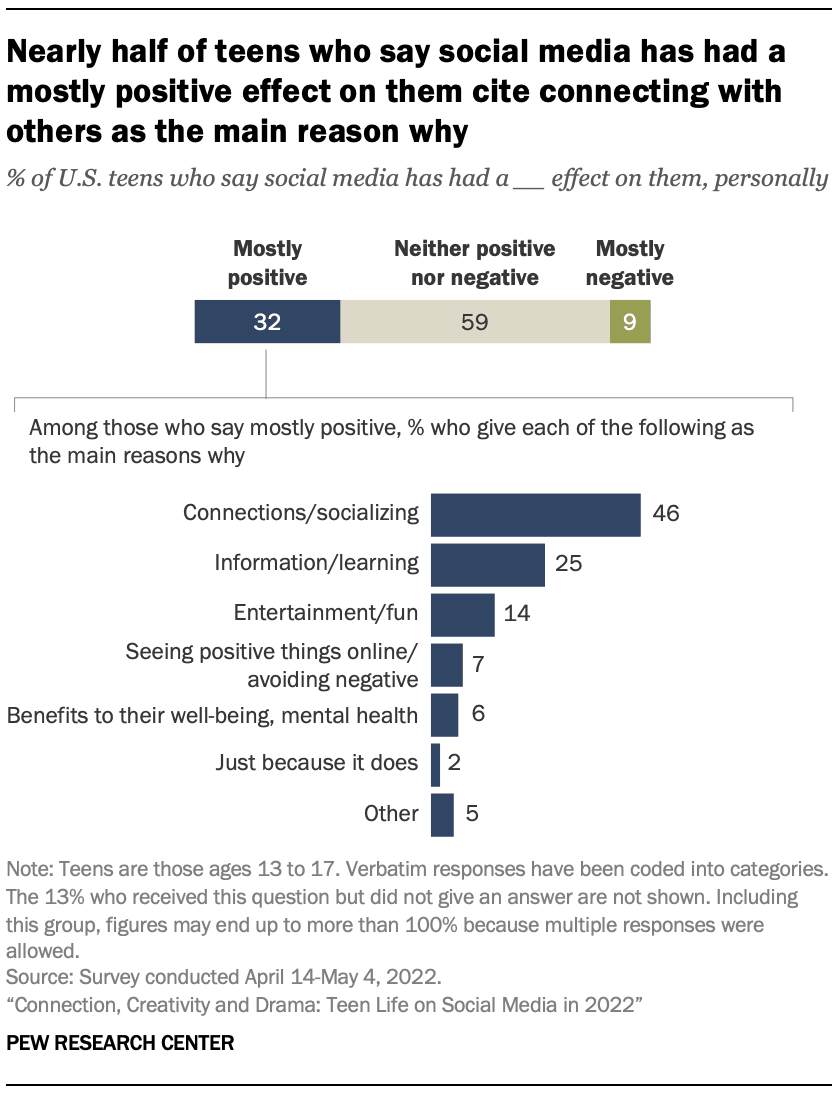 Nearly half of teens who say social media has had a
mostly positive effect on them cite connecting with
others as the main reason why
% of U.S. teens who say social media has had a __ effect on them, personally
Mostly
positive
Neither positive
nor negative
Mostly
negative
32
59
9
Among those who say mostly positive, % who give each of the following as
the main reasons why
Connections/socializing 46
Information/learning 25
Entertainment/fun 14
Seeing positive things online/
avoiding negative 7
Benefits to their well-being, mental health 6
Just because it does 2
Other 5
Note: Teens are those ages 13 to 17. Verbatim responses have been coded into categories.
The 13% who received this question but did not give an answer are not shown. Including
this group, figures may end up to more than 100% because multiple responses were
allowed.
Source: Survey conducted April 14-May 4, 2022.
“Connection, Creativity and Drama: Teen Life on Social Media in 2022”
PEW RESEARCH CENTER